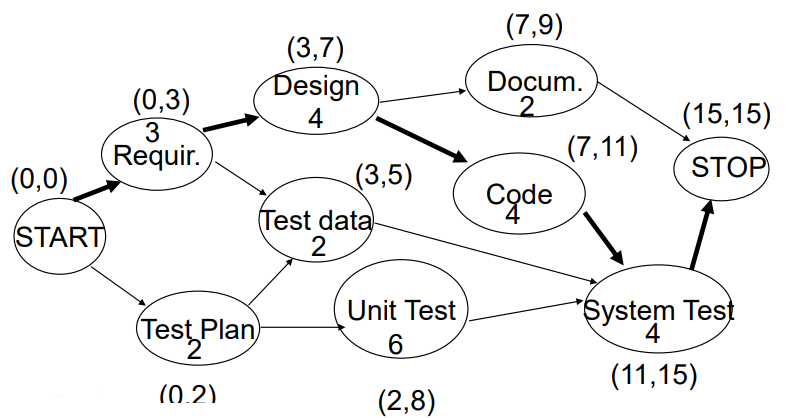 (7,9)
(3,7)
Docum.
2
Design
4
(0,3)
3
Requir.
(15,15)
STOP
(7,11)
Code
4
(0,0)
START
(3,5)
Test data
2
Test Plan
2
(0,2)
Unit Test
6
(2,8)
System Test
4
(11,15)